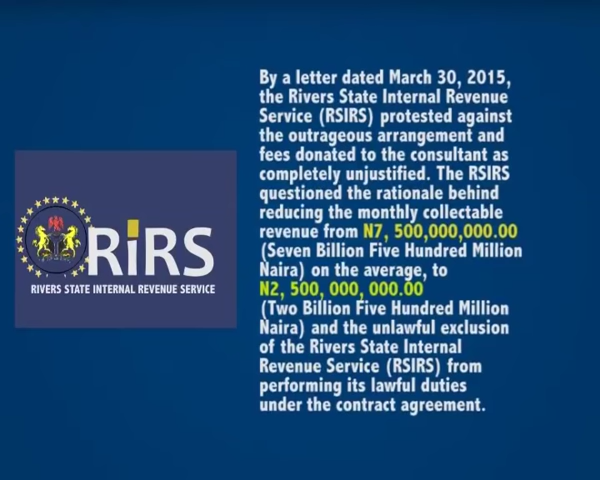 By a letter dated March 30, 2015,
the Rivers State Internal Revenue
Service (RSIRS) protested against
the outrageous arrangement and
fees donated to the consultant as
completely unjustified. The RSIRS
questioned the rationale behind
reducing the monthly collectable
revenue from N7, 500,000,000.00
(Seven Billion Five Hundred Million
Naira) on the average, to
N2, 500, 000, 000.00
(Two Billion Five Hundred Million
Naira) and the unlawful exclusion
of the Rivers State Internal
Revenue Service (RSIRS) from
performing its lawful duties
under the contract agreement.
RiRS
RIVERS STATE INTERNAL REVENUE SERVICE